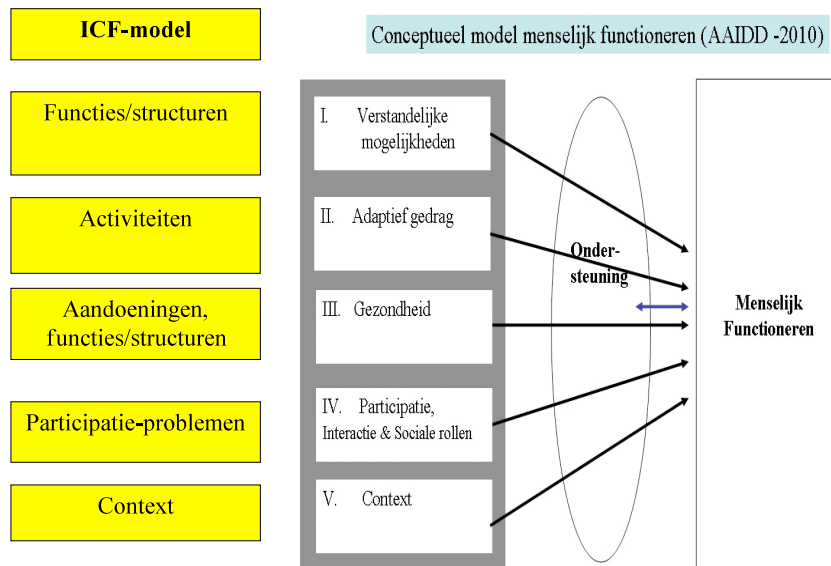 ICF-model
Conceptueel model menselijk functioneren (AAIDD -2010)
Functies/structuren
I. Verstandelijke
mogelijkheden
Activiteiten
II. Adaptief gedrag
Onder-
steuning
Aandoeningen,
functies/structuren
III. Gezondheid
Menselijk
Functioneren
Participatie-problemen
IV. Participatie,
Interactie & Sociale rollen
Context
V. Context